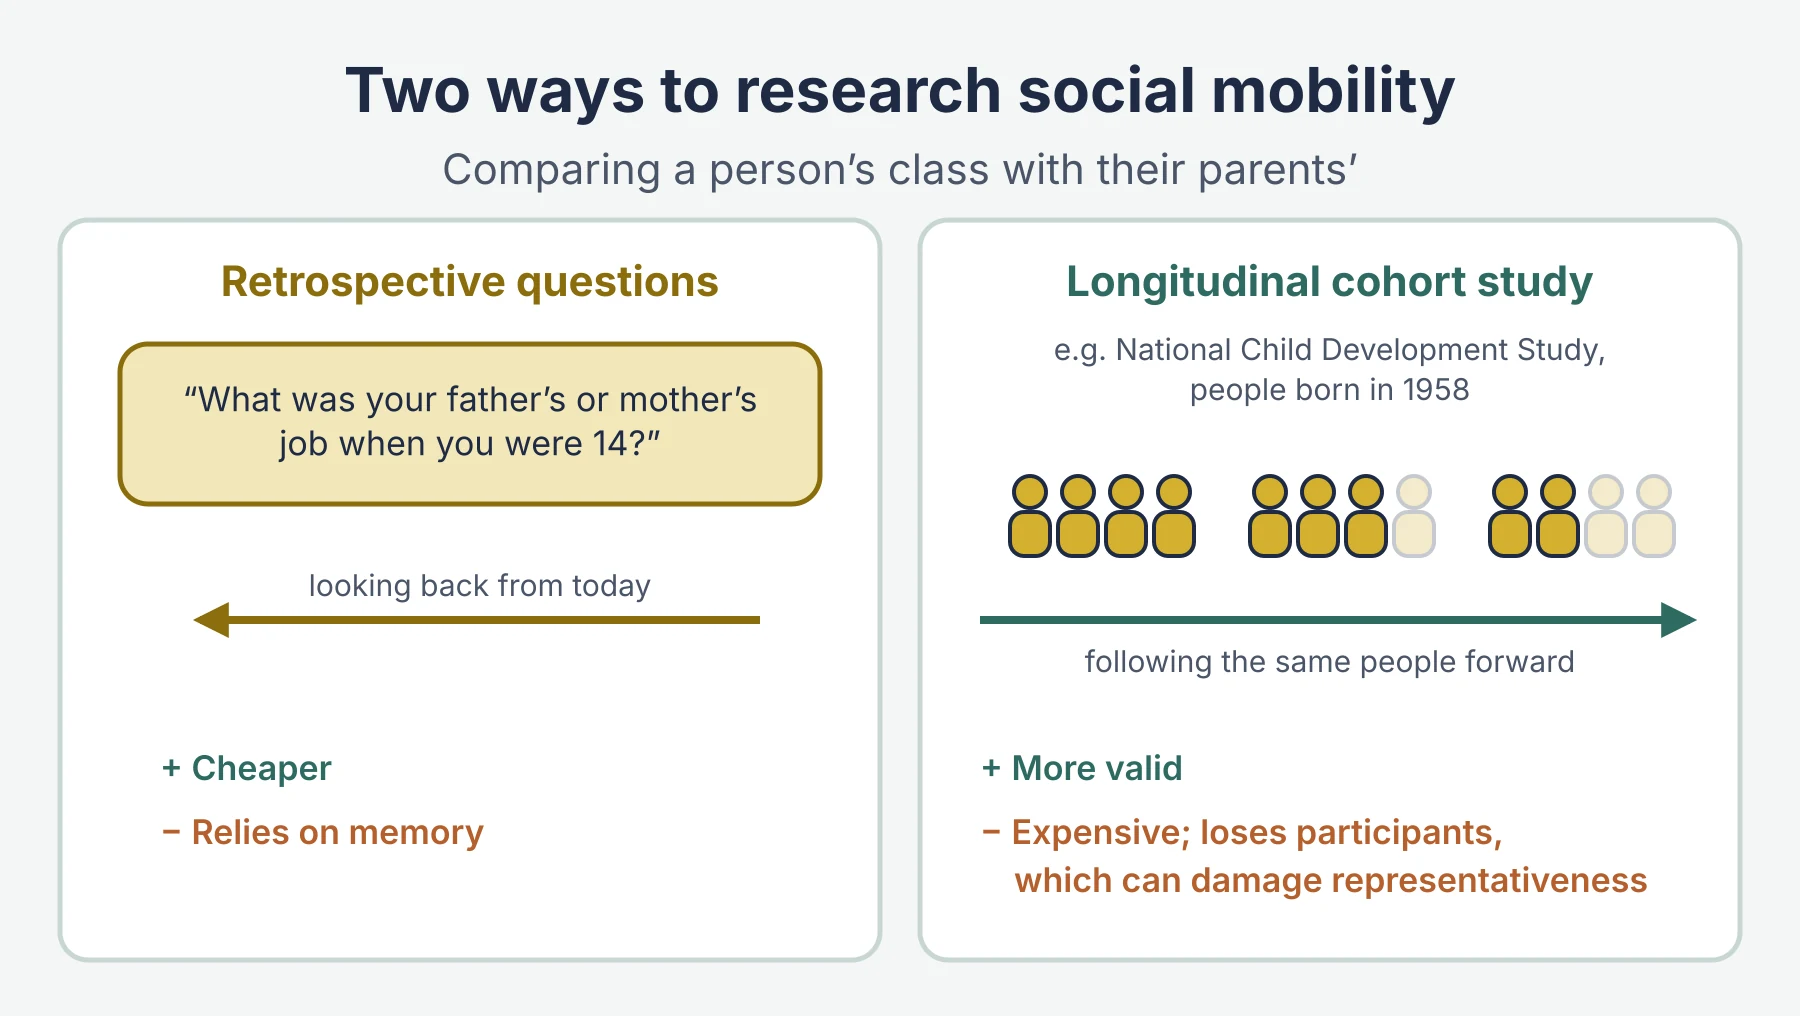 Two ways to research social mobility
Comparing a person’s class with their parents’
Retrospective questions
“What was your father’s or mother’s
job when you were 14?”
looking back from today
+ Cheaper
− Relies on memory
Longitudinal cohort study
e.g. National Child Development Study,
people born in 1958
following the same people forward
+ More valid
− Expensive; loses participants,
which can damage representativeness